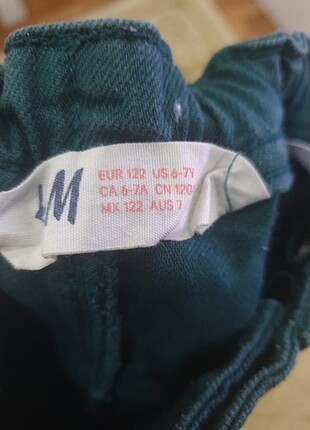 M
EUR 122 US 6-7Y
CA 6-7A CN 120
MX 122 AUS 7